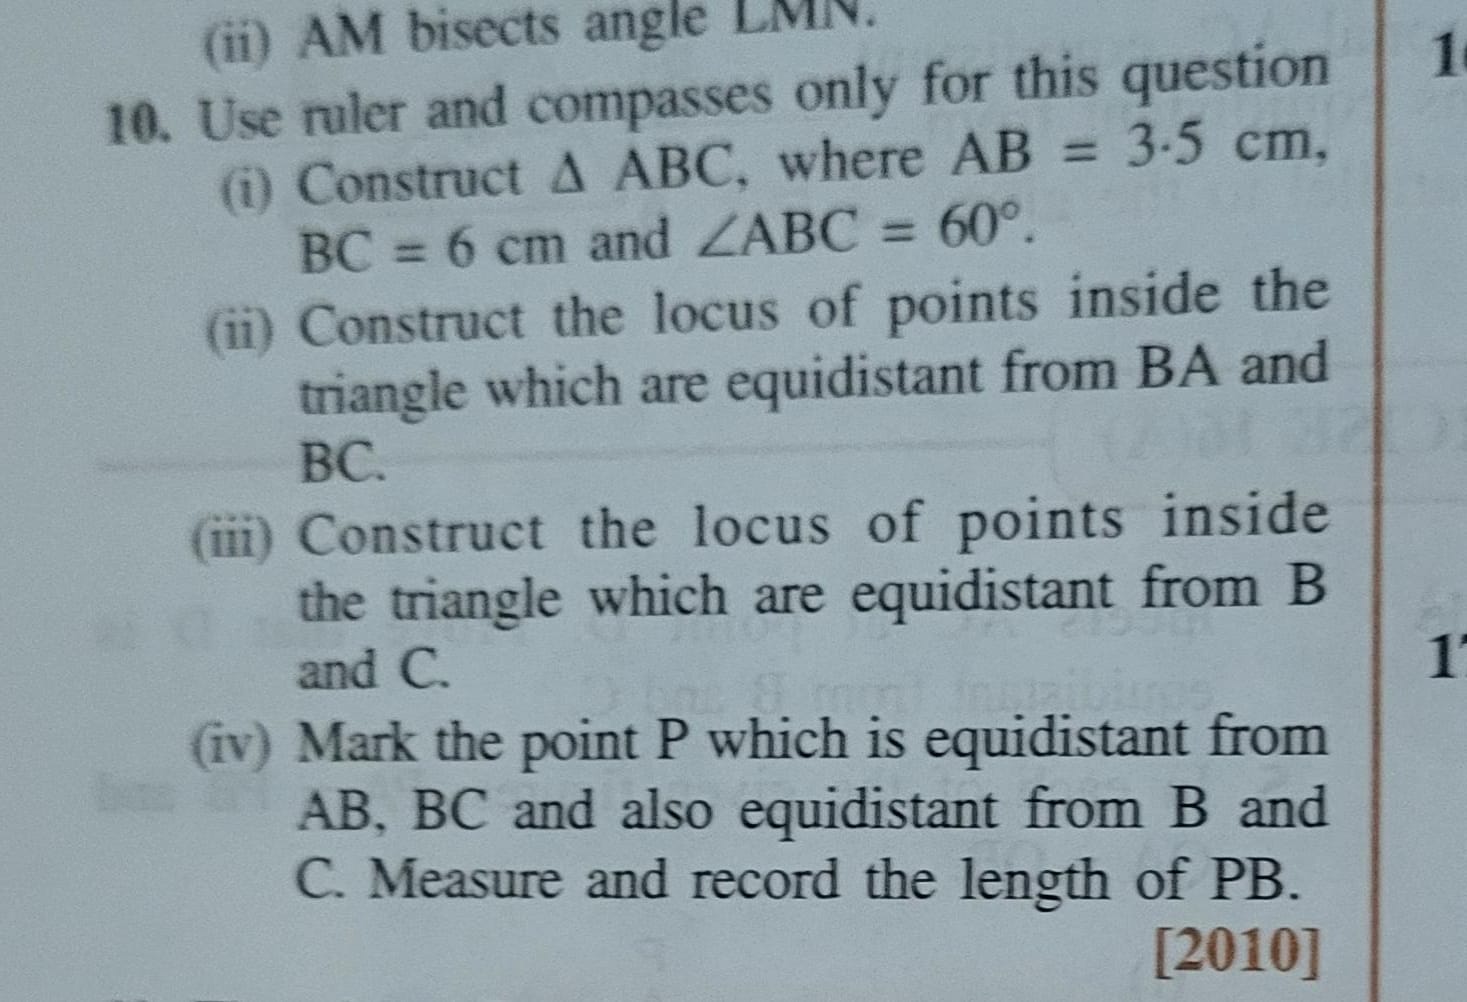 (ii) AM bisects angle LMN.
10. Use ruler and compasses only for this question
(i) Construct Δ ABC, where AB = 3·5 cm,
BC = 6 cm and ∠ABC = 60°.
(ii) Construct the locus of points inside the
triangle which are equidistant from BA and
BC.
(iii) Construct the locus of points inside
the triangle which are equidistant from B
and C.
(iv) Mark the point P which is equidistant from
AB, BC and also equidistant from B and
C. Measure and record the length of PB.
[2010]